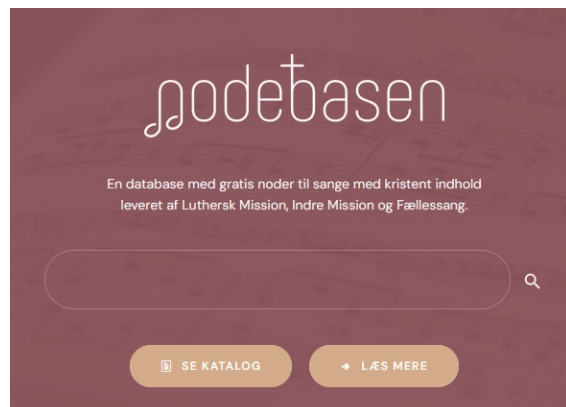 nodebasen
En database med gratis noder til sange med kristent indhold
leveret af Luthersk Mission, Indre Mission og Fællessang.
SE KATALOG
LÆS MERE